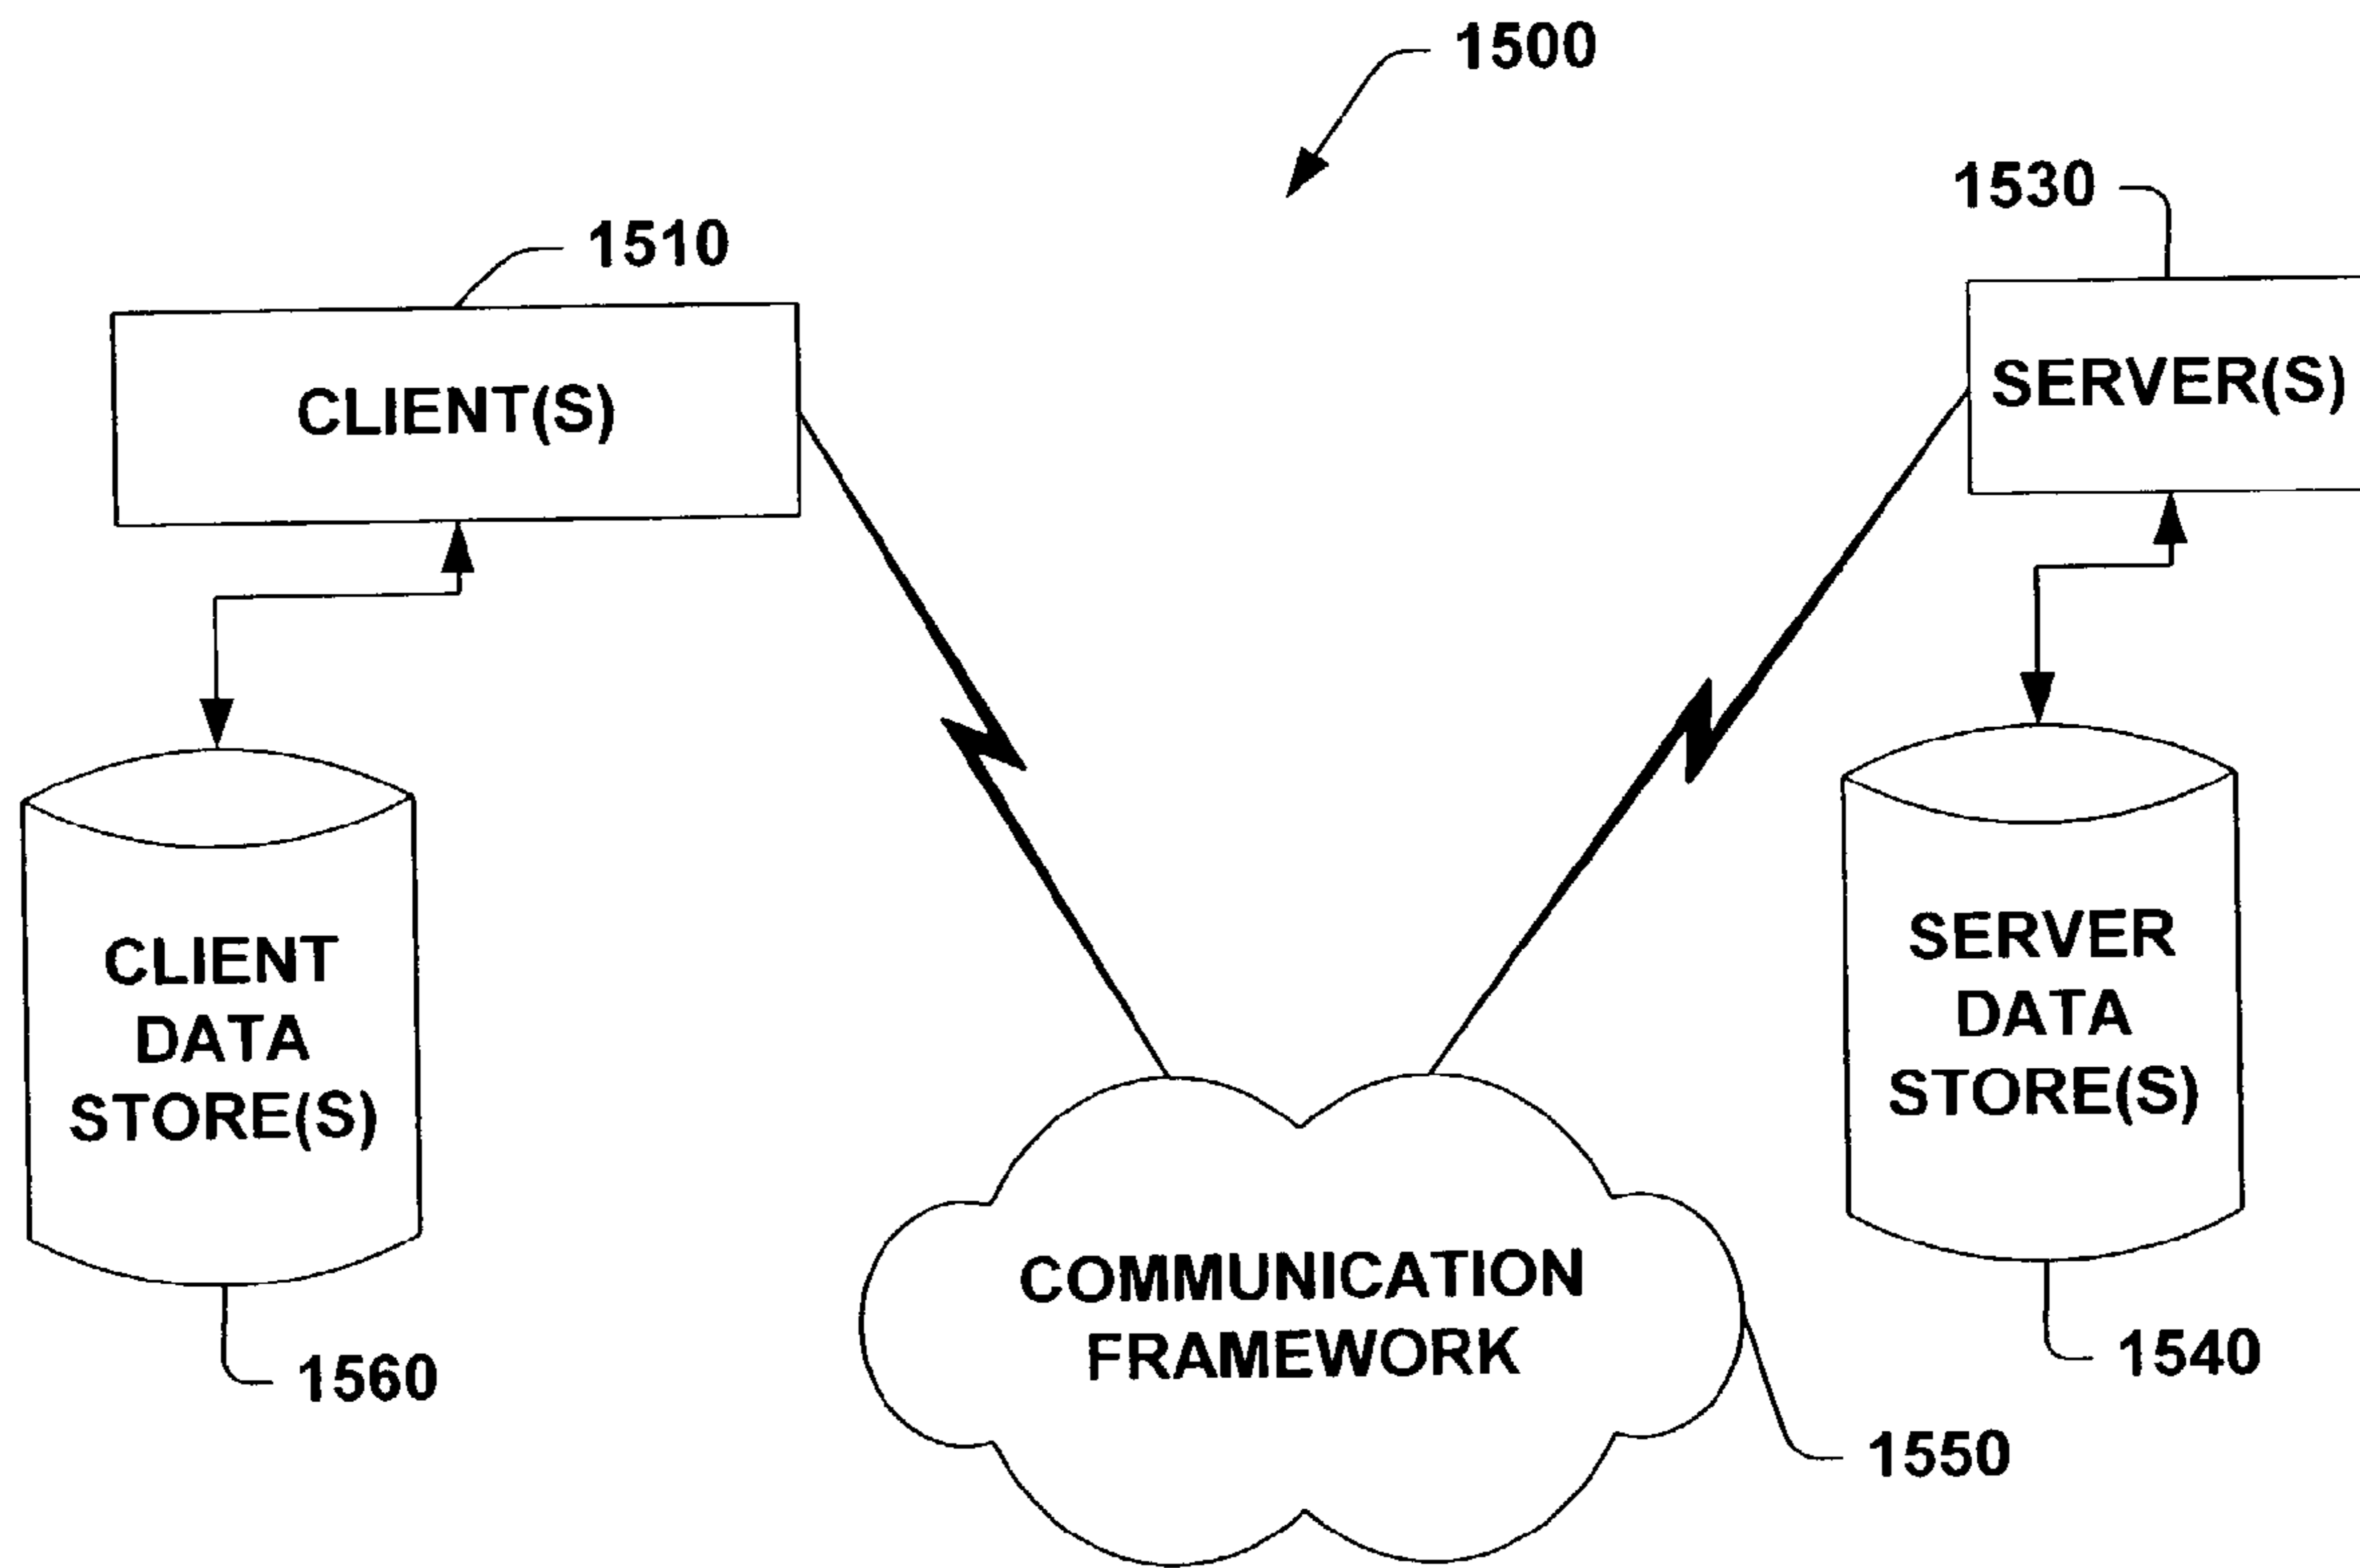 1500
1530
1510
CLIENT(S)
SERVER(S)
CLIENT
DATA
STORE(S)
SERVER
DATA
STORE(S)
COMMUNICATION
FRAMEWORK
1560
1540
1550